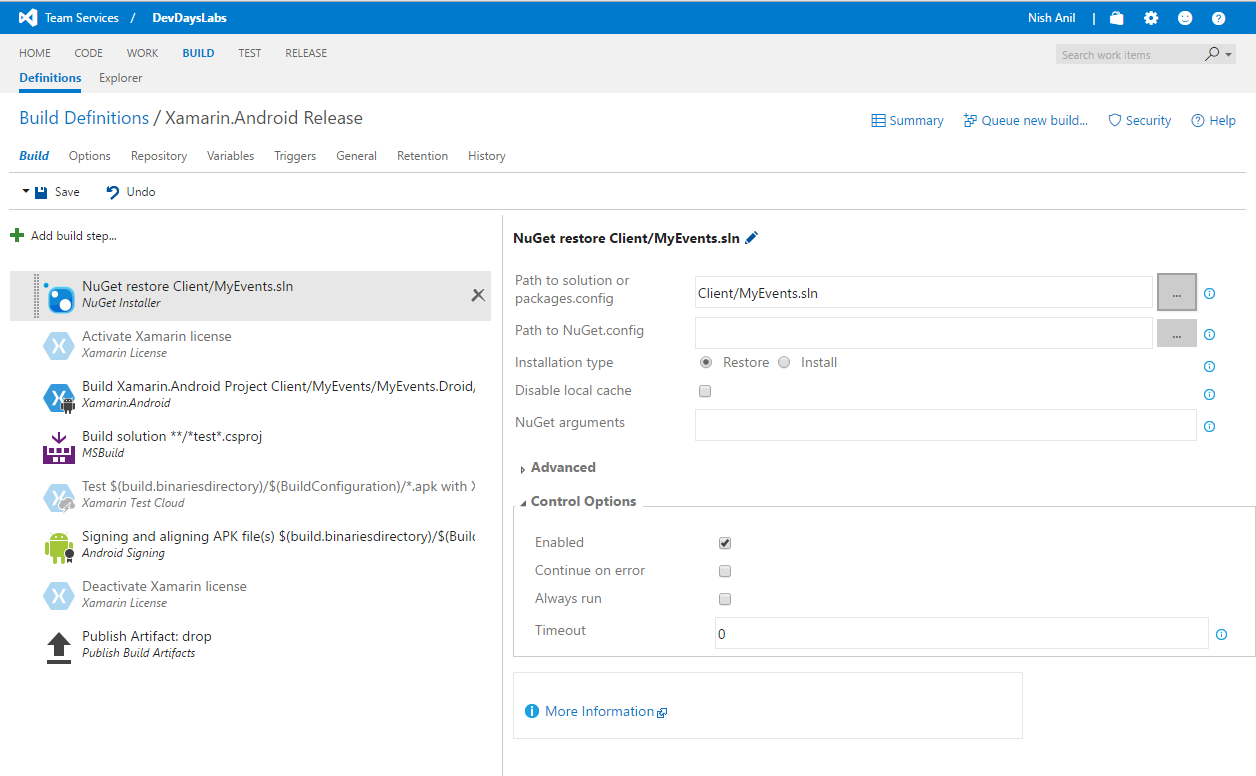 Team Services / DevDaysLabs Nish Anil |
HOME CODE WORK BUILD TEST RELEASE Search work items
Definitions Explorer
Build Definitions / Xamarin.Android Release Summary Queue new build... Security Help
Build Options Repository Variables Triggers General Retention History
Save Undo
Add build step...
NuGet restore Client/MyEvents.sln
NuGet Installer
Activate Xamarin license
Xamarin License
Build Xamarin.Android Project Client/MyEvents/MyEvents.Droid,
Xamarin.Android
Build solution **/*test*.csproj
MSBuild
Test $(build.binariesdirectory)/$(BuildConfiguration)/*.apk with X
Xamarin Test Cloud
Signing and aligning APK file(s) $(build.binariesdirectory)/$(Build
Android Signing
Deactivate Xamarin license
Xamarin License
Publish Artifact: drop
Publish Build Artifacts
NuGet restore Client/MyEvents.sln
Path to solution or
packages.config
Client/MyEvents.sln ...
Path to NuGet.config ...
Installation type Restore Install
Disable local cache
NuGet arguments
Advanced
Control Options
Enabled
Continue on error
Always run
Timeout 0
More Information